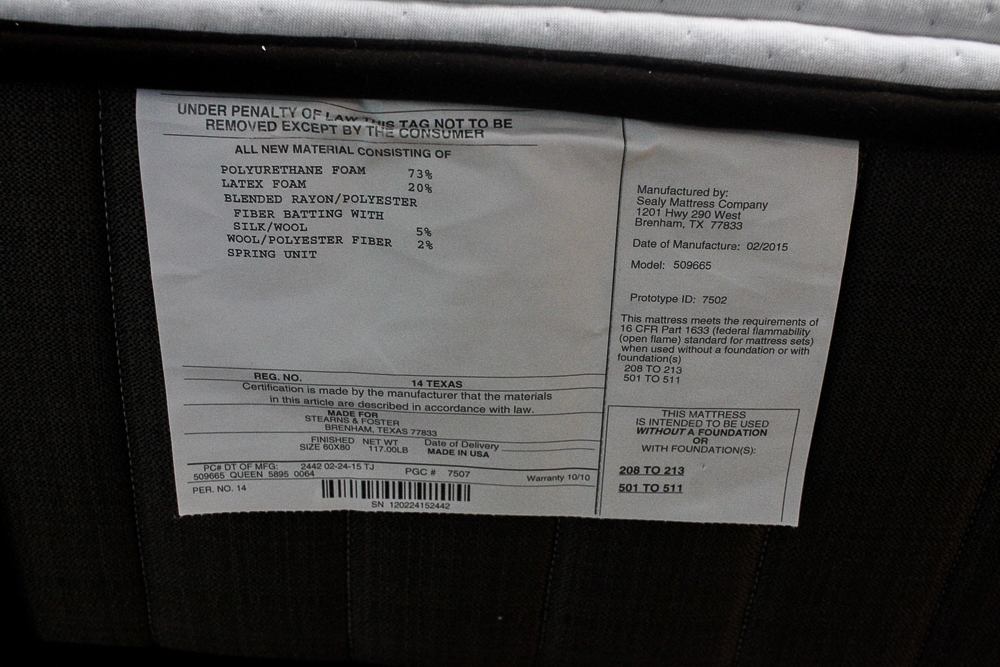 UNDER PENALTY OF LAW THIS TAG NOT TO BE
REMOVED EXCEPT BY THE CONSUMER
ALL NEW MATERIAL CONSISTING OF
POLYURETHANE FOAM 73%
LATEX FOAM 20%
BLENDED RAYON/POLYESTER
FIBER BATTING WITH
SILK/WOOL 5%
WOOL/POLYESTER FIBER 2%
SPRING UNIT
REG. NO. 14 TEXAS
Certification is made by the manufacturer that the materials
in this article are described in accordance with law.
MADE FOR
STEARNS & FOSTER
BRENHAM, TEXAS 77833
FINISHED NET WT Date of Delivery
SIZE 60X80 117.00LB MADE IN USA
PC# DT OF MFG: 2442 02-24-15 TJ PGC # 7507 Warranty 10/10
509665 QUEEN 5895 0064
PER. NO. 14
SN 120224152442
Manufactured by:
Sealy Mattress Company
1201 Hwy 290 West
Brenham, TX 77833
Date of Manufacture: 02/2015
Model: 509665
Prototype ID: 7502
This mattress meets the requirements of
16 CFR Part 1633 (federal flammability
(open flame) standard for mattress sets)
when used without a foundation or with
foundation(s)
208 TO 213
501 TO 511
THIS MATTRESS
IS INTENDED TO BE USED
WITHOUT A FOUNDATION
OR
WITH FOUNDATION(S):
208 TO 213
501 TO 511